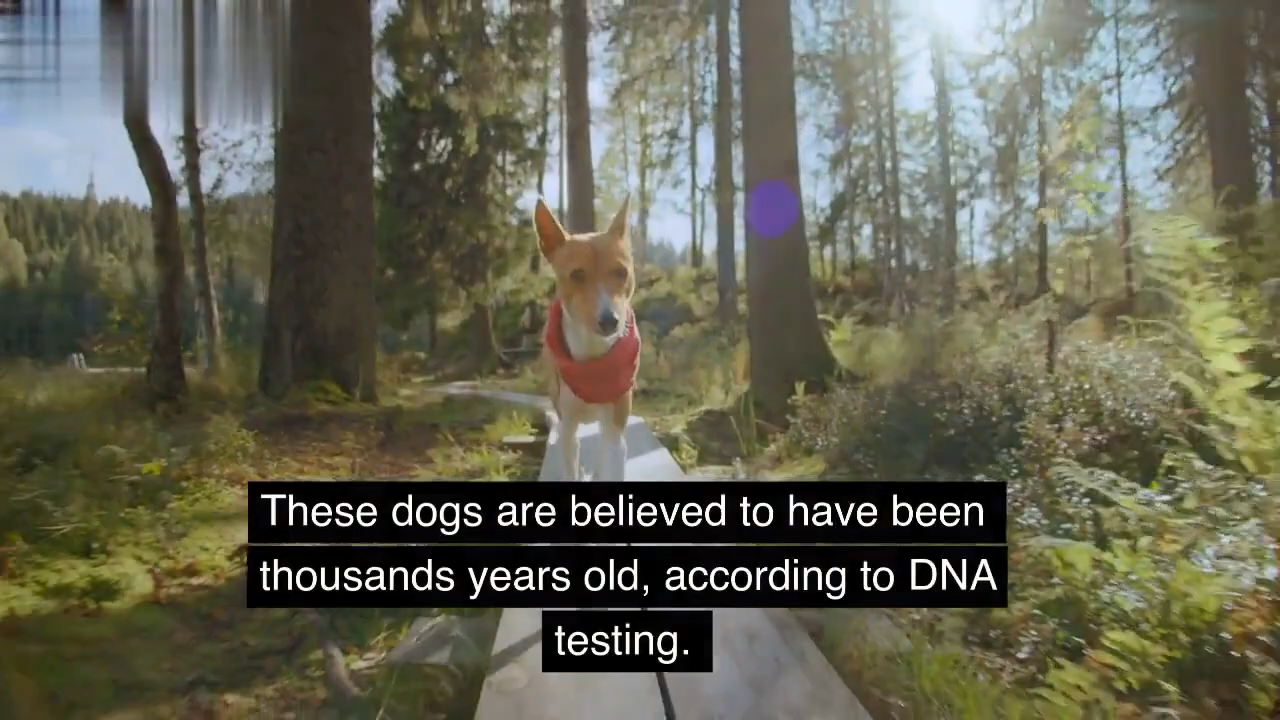 These dogs are believed to have been
thousands years old, according to DNA
testing.